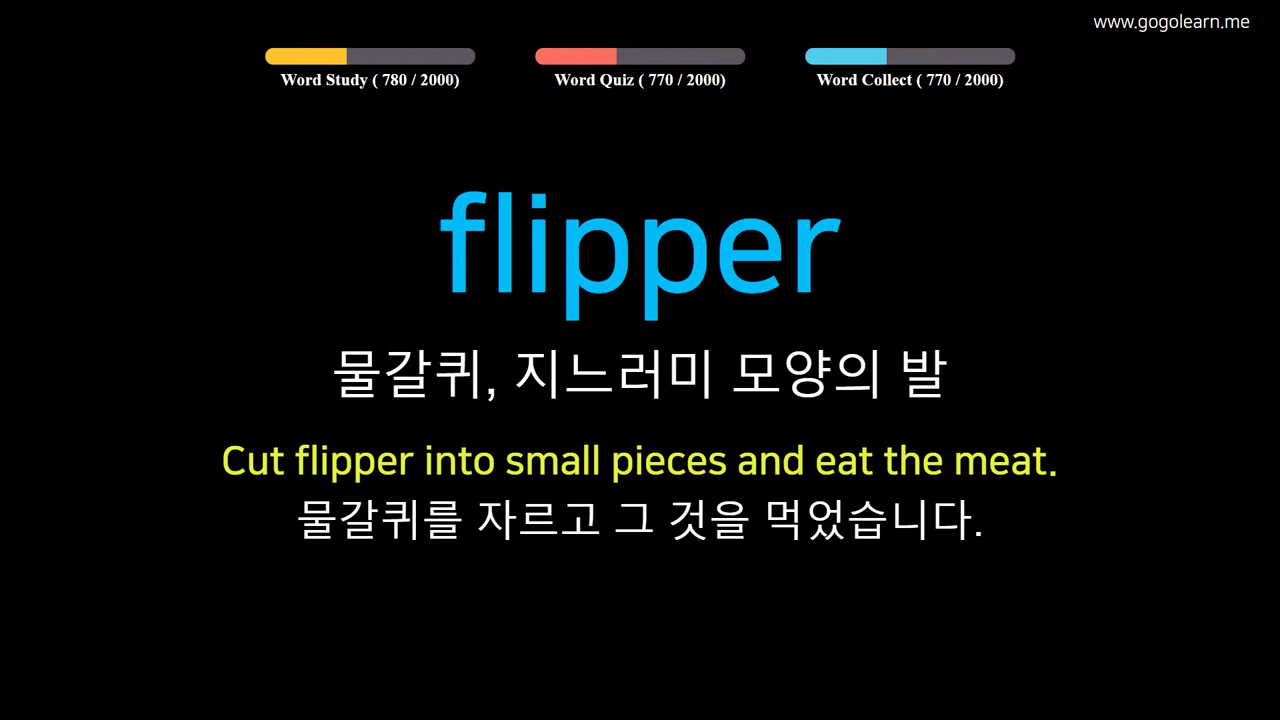 www.gogolearn.me
Word Study ( 780 / 2000)
Word Quiz ( 770 / 2000)
Word Collect ( 770 / 2000)
flipper
물갈퀴, 지느러미 모양의 발
Cut flipper into small pieces and eat the meat.
물갈퀴를 자르고 그 것을 먹었습니다.